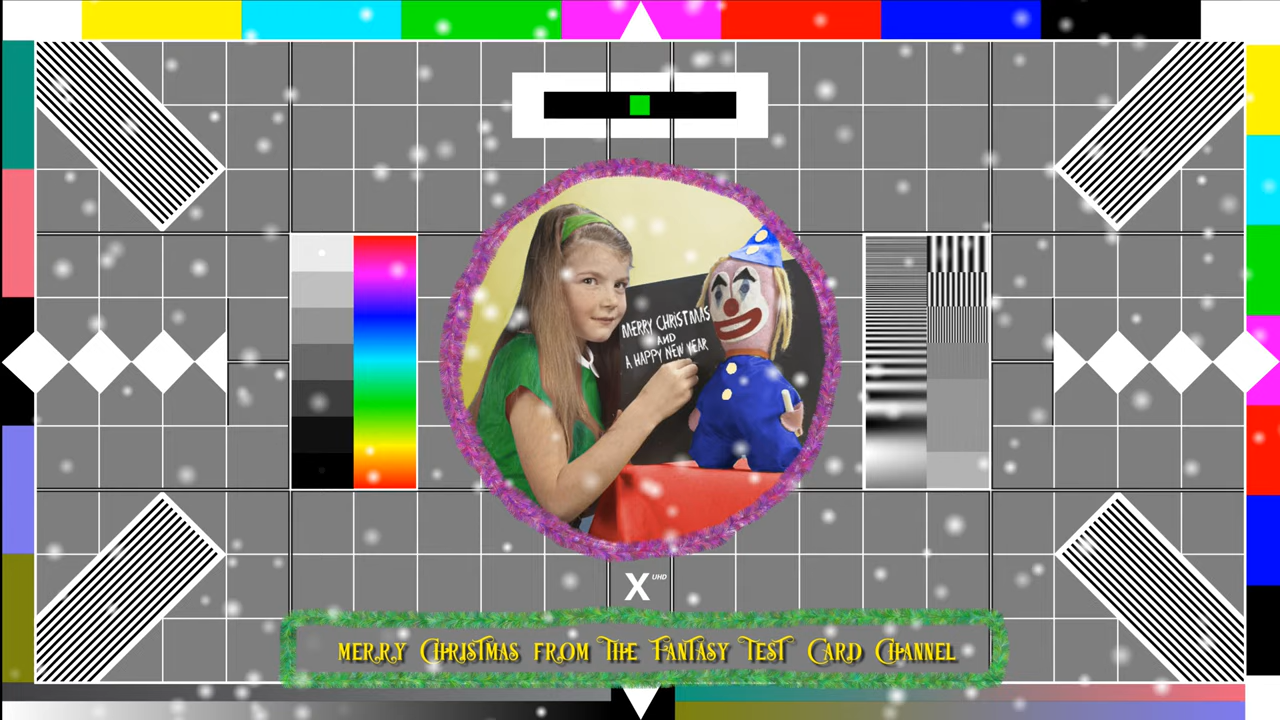 MERRY CHRISTMAS
AND
A HAPPY NEW YEAR
X UHD
MERRY CHRISTMAS FROM THE FANTASY TEST CARD CHANNEL